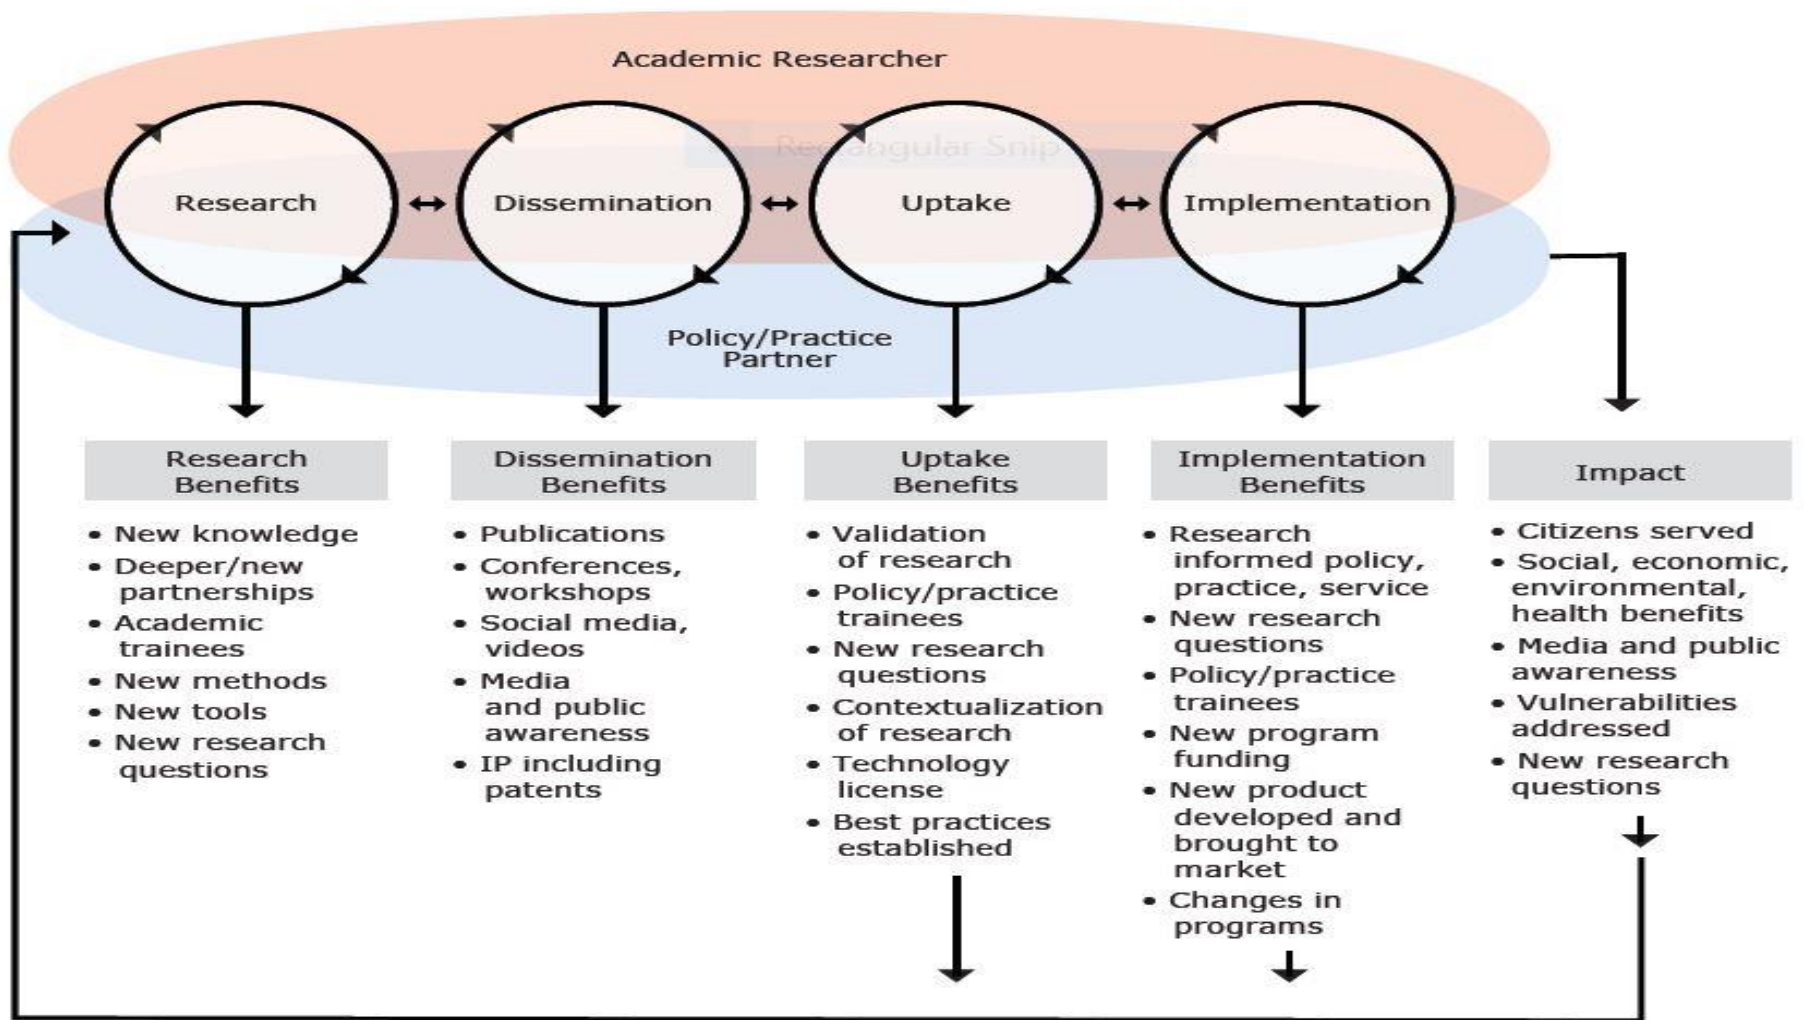 Academic Researcher
Rectangular Snip
Research
Dissemination
Uptake
Implementation
Policy/Practice
Partner
Research
Benefits
• New knowledge
• Deeper/new
partnerships
• Academic
trainees
• New methods
• New tools
• New research
questions
Dissemination
Benefits
• Publications
• Conferences,
workshops
• Social media,
videos
• Media
and public
awareness
• IP including
patents
Uptake
Benefits
• Validation
of research
• Policy/practice
trainees
• New research
questions
• Contextualization
of research
• Technology
license
• Best practices
established
Implementation
Benefits
• Research
informed policy,
practice, service
• New research
questions
• Policy/practice
trainees
• New program
funding
• New product
developed and
brought to
market
• Changes in
programs
Impact
• Citizens served
• Social, economic,
environmental,
health benefits
• Media and public
awareness
• Vulnerabilities
addressed
• New research
questions